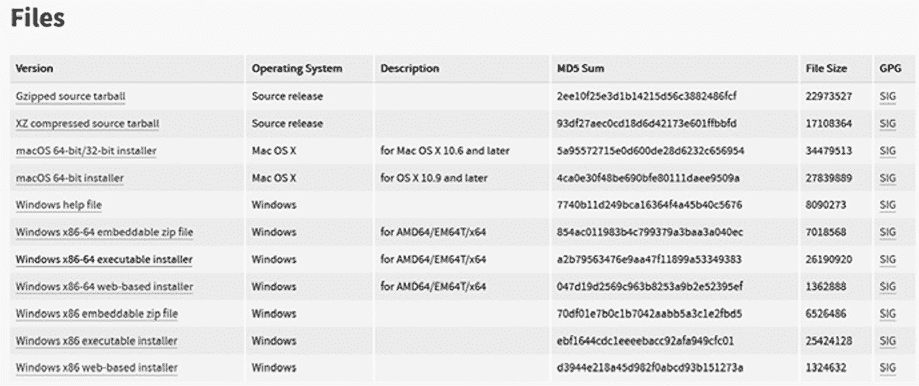 Files
Version Operating System Description MD5 Sum File Size GPG
Gzipped source tarball Source release 2ee10f25e3d1b14215d56c3882486fcf 22973527 SIG
XZ compressed source tarball Source release 93df27aec0cd18d6d42173e601ffbbfd 17108364 SIG
macOS 64-bit/32-bit installer Mac OS X for Mac OS X 10.6 and later 5a95572715e0d600de28d6232c656954 34479513 SIG
macOS 64-bit installer Mac OS X for OS X 10.9 and later 4ca0e30f48be690bfe80111daee9509a 27839889 SIG
Windows help file Windows 7740b11d249bca16364f4a45b40c5676 8090273 SIG
Windows x86-64 embeddable zip file Windows for AMD64/EM64T/x64 854ac011983b4c799379a3baa3a040ec 7018568 SIG
Windows x86-64 executable installer Windows for AMD64/EM64T/x64 a2b79563476e9aa47f11899a53349383 26190920 SIG
Windows x86-64 web-based installer Windows for AMD64/EM64T/x64 047d19d2569c963b8253a9b2e52395ef 1362888 SIG
Windows x86 embeddable zip file Windows 70df01e7b0c1b7042aabb5a3c1e2fbd5 6526486 SIG
Windows x86 executable installer Windows ebf1644cdc1eeeebacc92afa949cfc01 25424128 SIG
Windows x86 web-based installer Windows d3944e218a45d982f0abcd93b151273a 1324632 SIG